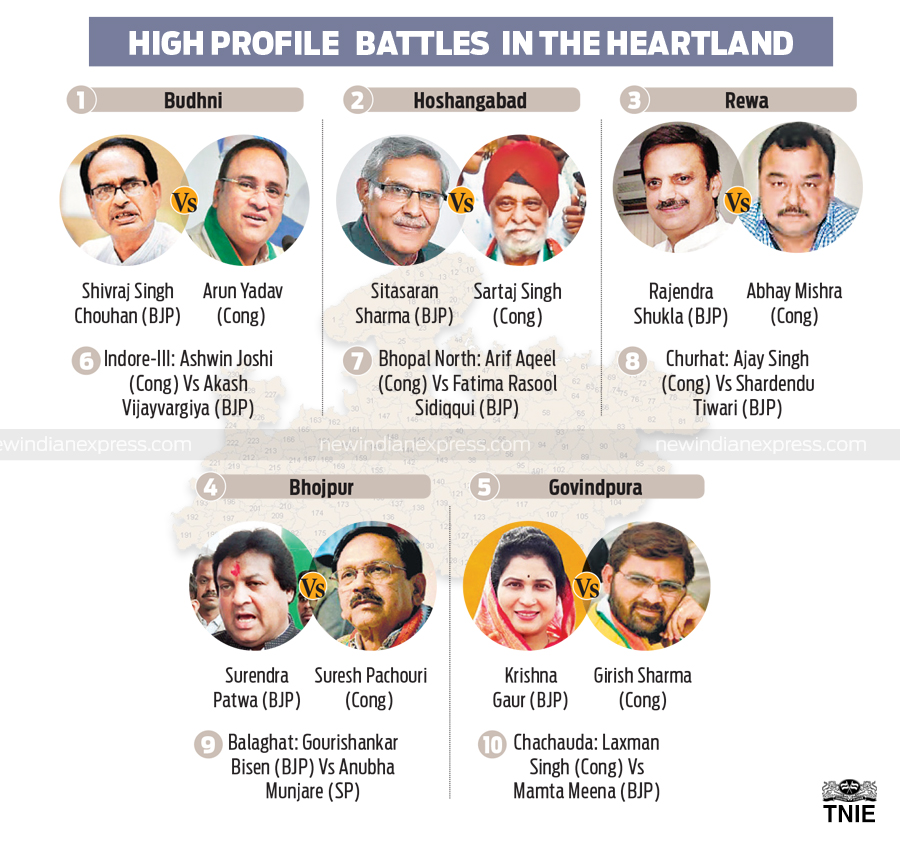 HIGH PROFILE BATTLES IN THE HEARTLAND
1 Budhni
Vs
Shivraj Singh
Chouhan (BJP)
Arun Yadav
(Cong)
2 Hoshangabad
Vs
Sitasaran
Sharma (BJP)
Sartaj Singh
(Cong)
3 Rewa
Vs
Rajendra
Shukla (BJP)
Abhay Mishra
(Cong)
6 Indore-III: Ashwin Joshi
(Cong) Vs Akash
Vijayvargiya (BJP)
7 Bhopal North: Arif Aqeel
(Cong) Vs Fatima Rasool
Sidiqqui (BJP)
8 Churhat: Ajay Singh
(Cong) Vs Shardendu
Tiwari (BJP)
newindianexpress.com newindianexpress.com newindianexpress.com
4 Bhojpur
Vs
Surendra
Patwa (BJP)
Suresh Pachouri
(Cong)
5 Govindpura
Vs
Krishna
Gaur (BJP)
Girish Sharma
(Cong)
9 Balaghat: Gourishankar
Bisen (BJP) Vs Anubha
Munjare (SP)
10 Chachauda: Laxman
Singh (Cong) Vs
Mamta Meena (BJP)
TNIE